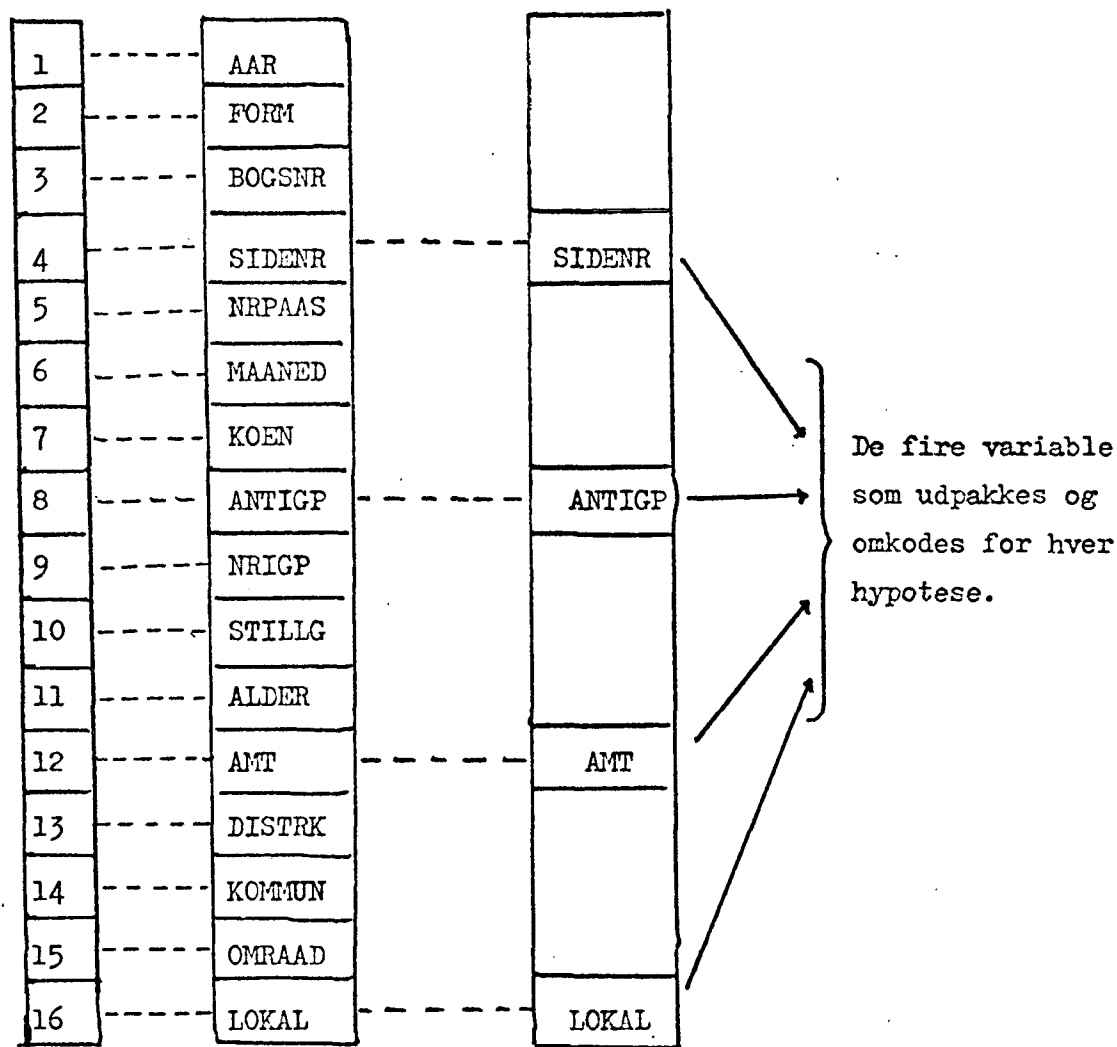 1 AAR
2 FORM
3 BOGSNR
4 SIDENR SIDENR
5 NRPAAS
6 MAANED
7 KOEN
8 ANTIGP ANTIGP
9 NRIGP
10 STILLG
11 ALDER
12 AMT AMT
13 DISTRK
14 KOMMUN
15 OMRAAD
16 LOKAL LOKAL
De fire variable
som udpakkes og
omkodes for hver
hypotese.